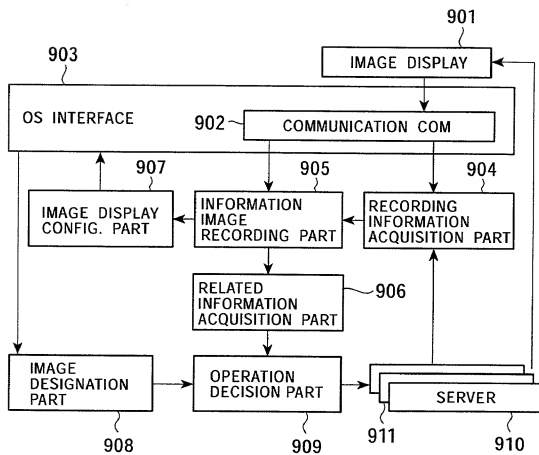 901
903
IMAGE DISPLAY
OS INTERFACE
902
COMMUNICATION COM
907
905
904
IMAGE DISPLAY
CONFIG. PART
INFORMATION
IMAGE
RECORDING PART
RECORDING
INFORMATION
ACQUISITION PART
RELATED
INFORMATION
ACQUISITION PART
906
IMAGE
DESIGNATION
PART
OPERATION
DECISION PART
SERVER
908
909
911
910